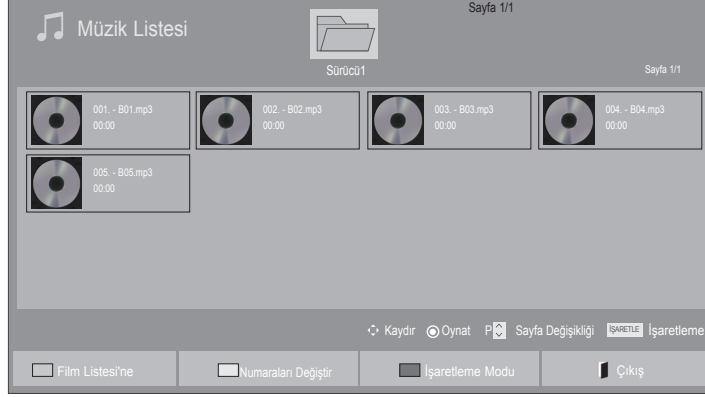 Sayfa 1/1
Müzik Listesi
Sürücü1
Sayfa 1/1
001. - B01.mp3
00:00
002. - B02.mp3
00:00
003. - B03.mp3
00:00
004. - B04.mp3
00:00
005. - B05.mp3
00:00
Kaydır Oynat P Sayfa Değişikliği İŞARETLE İşaretleme
Film Listesi'ne Numaraları Değiştir İşaretleme Modu Çıkış